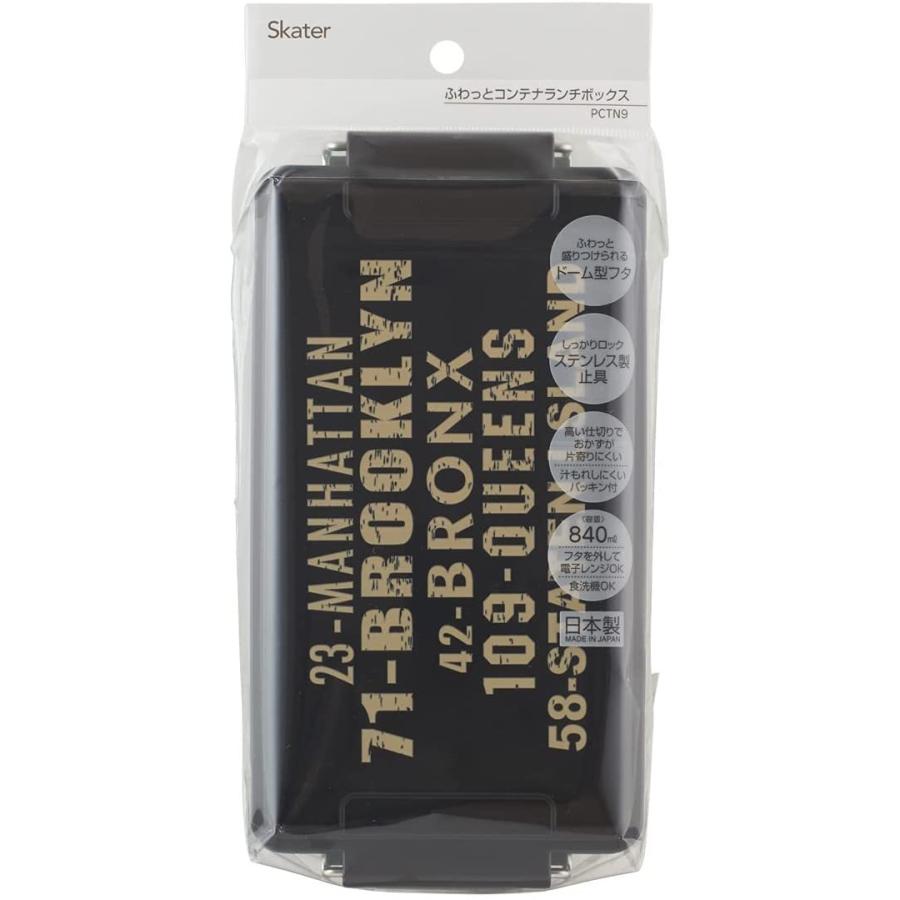 Skater
ふわっとコンテナランチボックス
PCTN9
23-MANHATTAN
71-BROOKLYN
42-BRONX
109-QUEENS
58-STATEN ISLAND
ふわっと
盛りつけられる
ドーム型フタ
しっかりロック
ステンレス製
止具
高い仕切りで
おかずが
片寄りにくい
汁もれしにくい
パッキン付
〈容量〉
840㎖
フタを外して
電子レンジOK
食洗機OK
日本製
MADE IN JAPAN